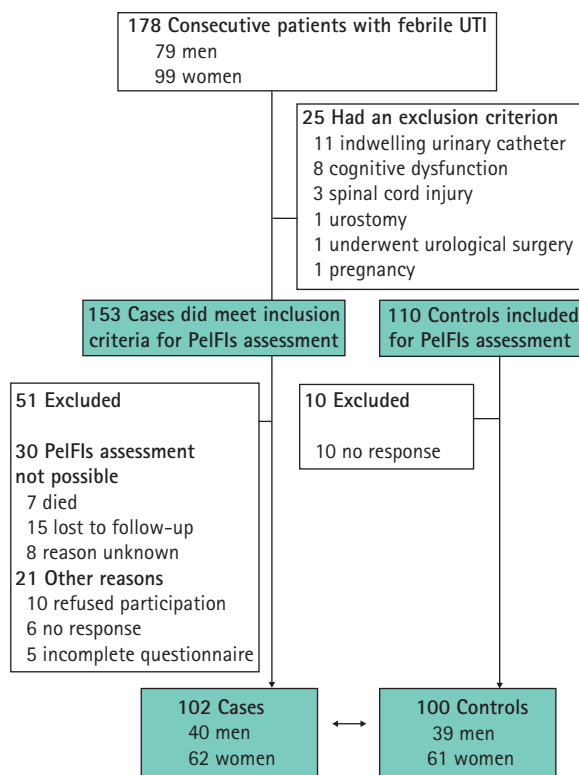 178 Consecutive patients with febrile UTI
79 men
99 women
25 Had an exclusion criterion
11 indwelling urinary catheter
8 cognitive dysfunction
3 spinal cord injury
1 urostomy
1 underwent urological surgery
1 pregnancy
153 Cases did meet inclusion
criteria for PelFIs assessment
110 Controls included
for PelFIs assessment
51 Excluded
30 PelFIs assessment
not possible
7 died
15 lost to follow-up
8 reason unknown
21 Other reasons
10 refused participation
6 no response
5 incomplete questionnaire
10 Excluded
10 no response
102 Cases
40 men
62 women
100 Controls
39 men
61 women